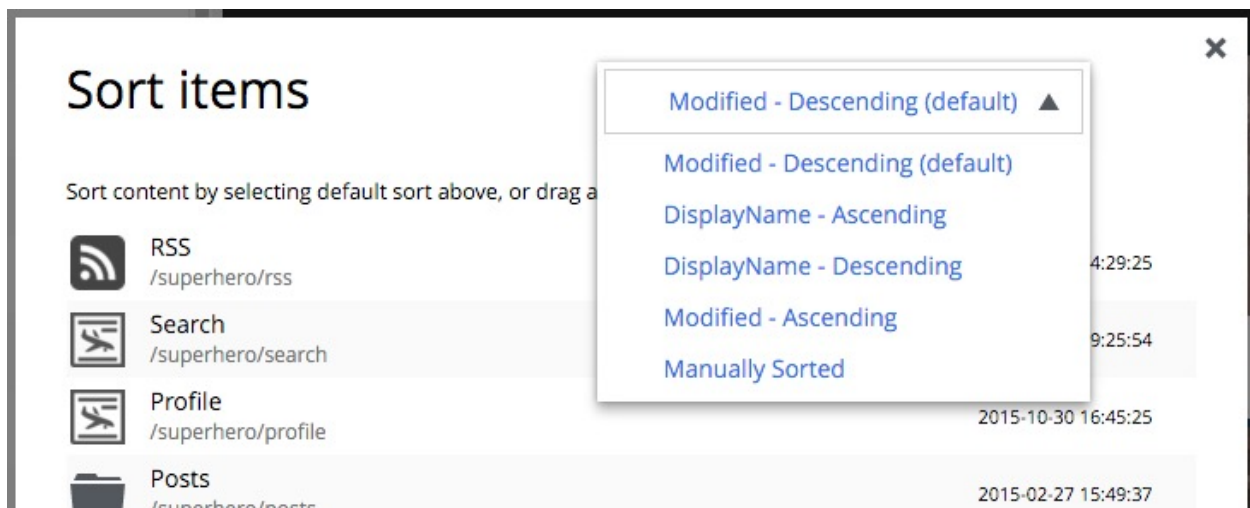 Sort items
Modified - Descending (default)
Modified - Descending (default)
DisplayName - Ascending
DisplayName - Descending
Modified - Ascending
Manually Sorted
Sort content by selecting default sort above, or drag a
RSS
/superhero/rss
4:29:25
Search
/superhero/search
9:25:54
Profile
/superhero/profile
2015-10-30 16:45:25
Posts
/superhero/posts
2015-02-27 15:49:37